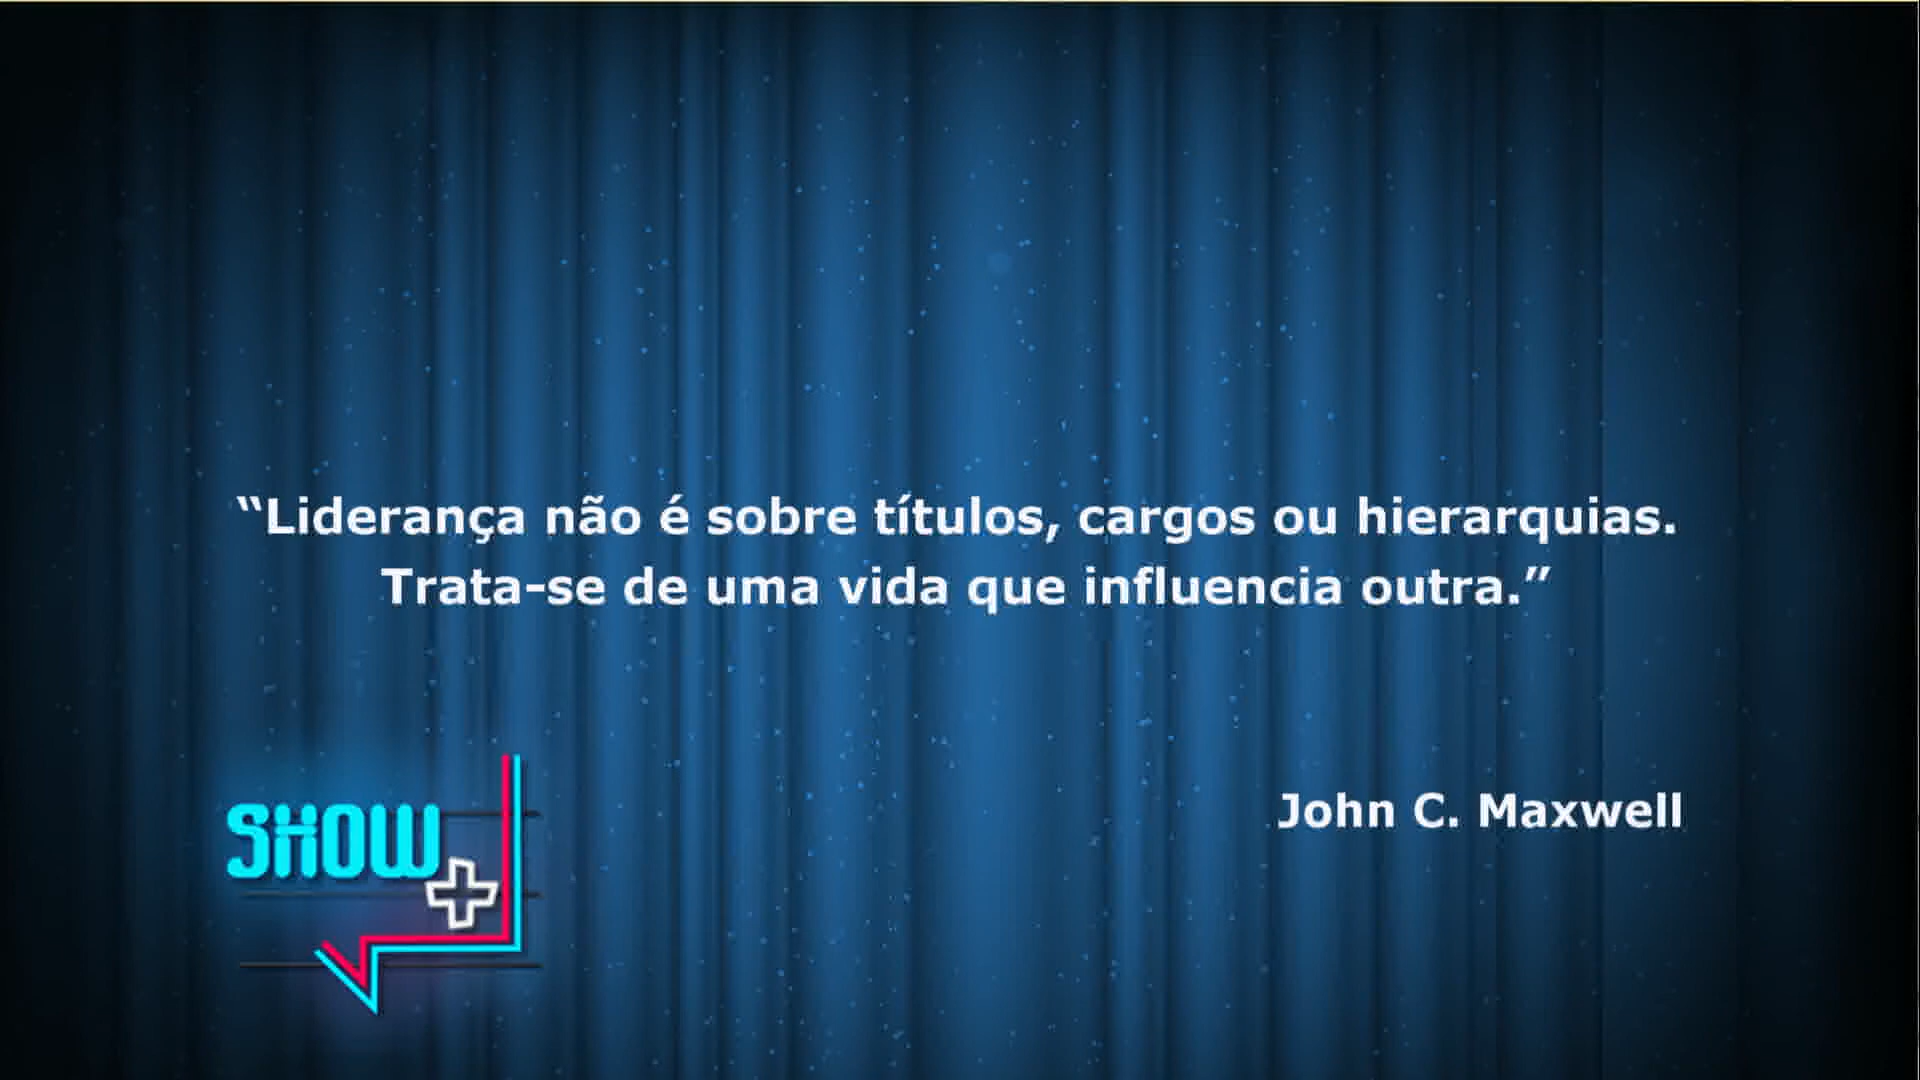 “Liderança não é sobre títulos, cargos ou hierarquias.
Trata-se de uma vida que influencia outra.”
John C. Maxwell
SHOW
+